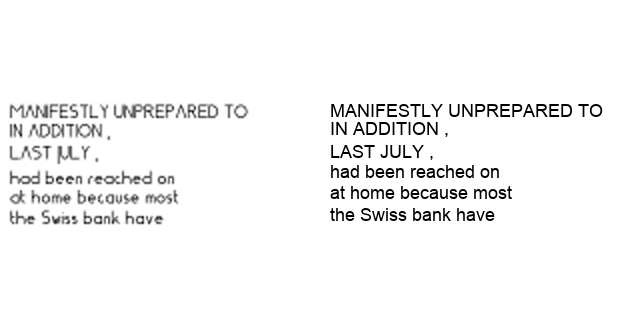 MANIFESTLY UNPREPARED TO
IN ADDITION ,
LAST JULY ,
had been reached on
at home because most
the Swiss bank have
MANIFESTLY UNPREPARED TO
IN ADDITION ,
LAST JULY ,
had been reached on
at home because most
the Swiss bank have